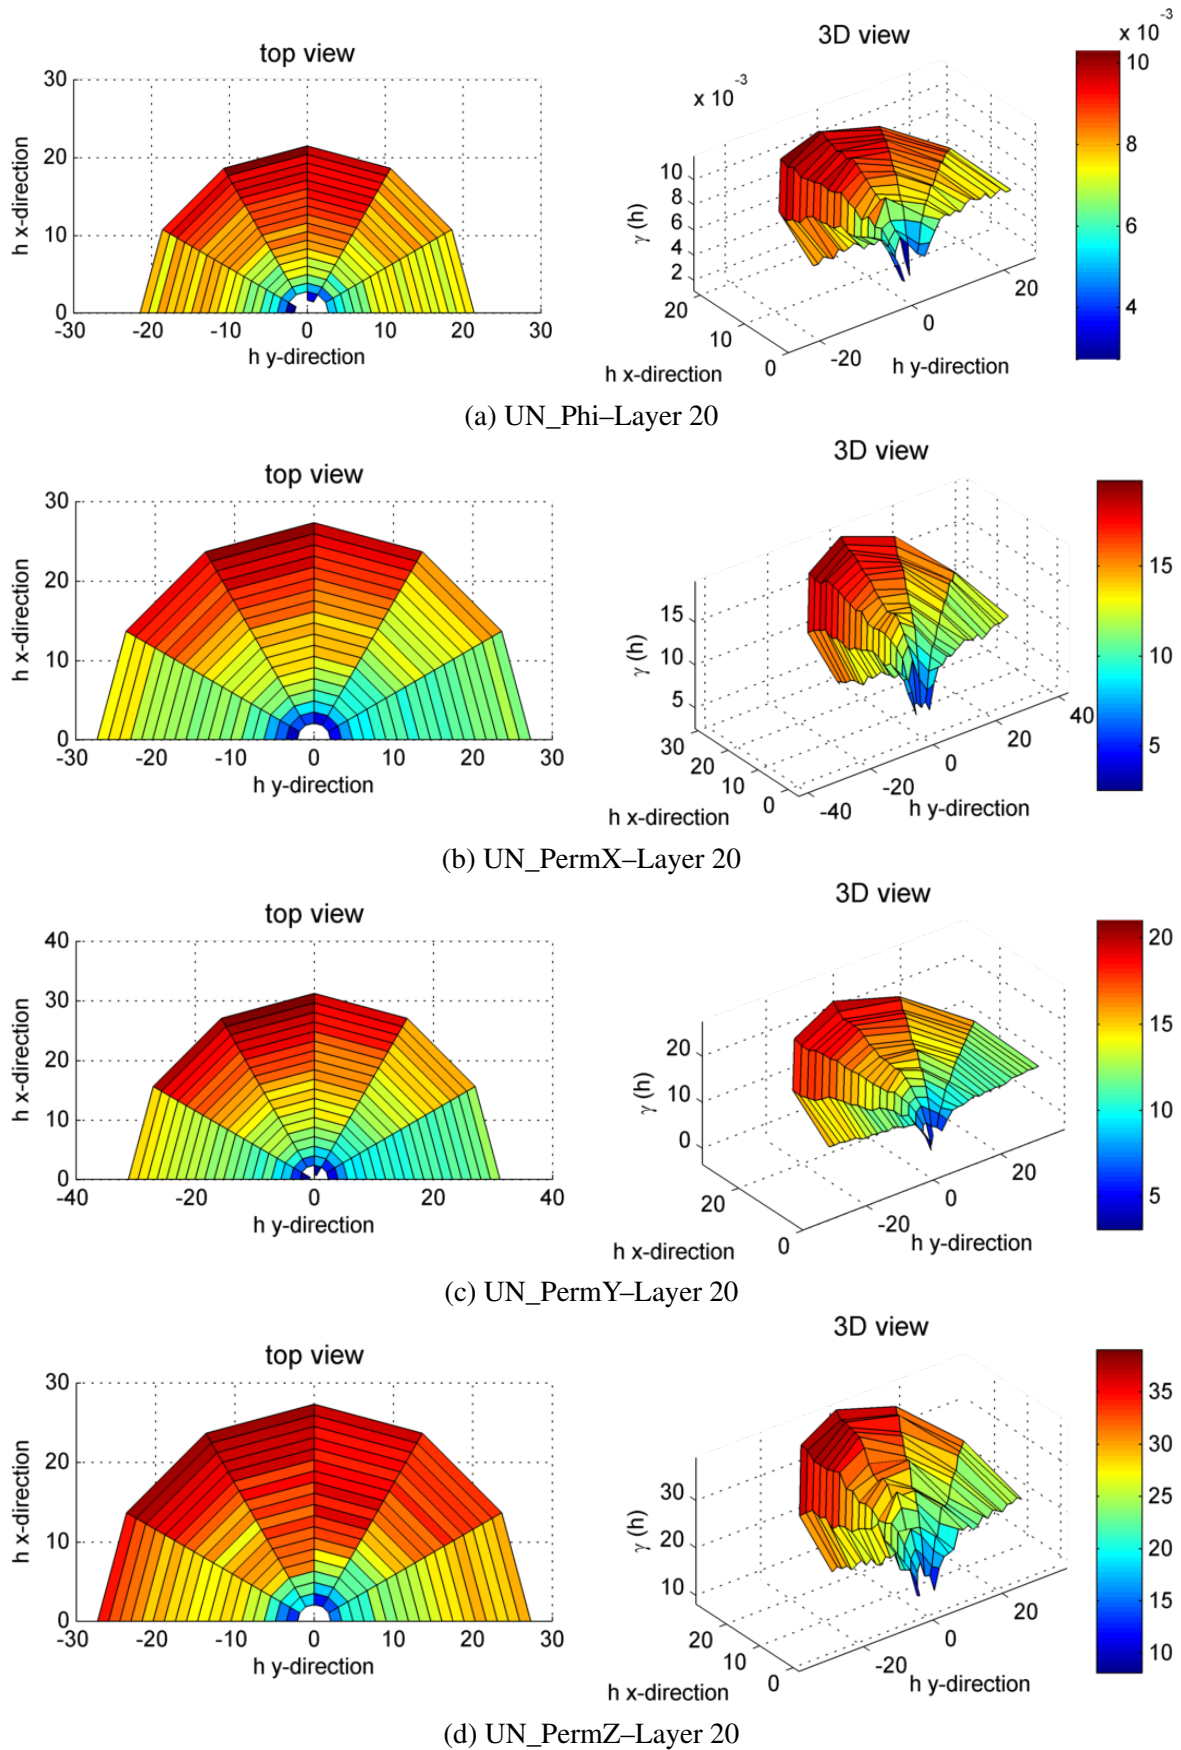 top view
30
20
10
0
-30 -20 -10 0 10 20 30
h x-direction
h y-direction
3D view
x 10^-3
x 10^-3
γ (h)
10
8
6
4
2
20
10
0
-20
0
20
h x-direction
h y-direction
10
8
6
4
(a) UN_Phi–Layer 20
top view
30
20
10
0
-30 -20 -10 0 10 20 30
h x-direction
h y-direction
3D view
γ (h)
15
10
5
30
20
10
0
-40
-20
0
20
40
h x-direction
h y-direction
15
10
5
(b) UN_PermX–Layer 20
top view
40
30
20
10
0
-40 -20 0 20 40
h x-direction
h y-direction
3D view
γ (h)
20
10
0
20
0
-20
0
20
h x-direction
h y-direction
20
15
10
5
(c) UN_PermY–Layer 20
top view
30
20
10
0
-30 -20 -10 0 10 20 30
h x-direction
h y-direction
3D view
γ (h)
30
20
10
20
10
0
-20
0
20
h x-direction
h y-direction
35
30
25
20
15
10
(d) UN_PermZ–Layer 20